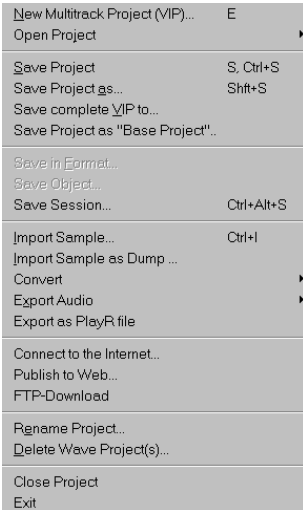 New Multitrack Project (VIP)... E
Open Project
Save Project S, Ctrl+S
Save Project as... Shft+S
Save complete VIP to...
Save Project as "Base Project"..
Save in Format...
Save Object...
Save Session... Ctrl+Alt+S
Import Sample... Ctrl+I
Import Sample as Dump ...
Convert
Export Audio
Export as PlayR file
Connect to the Internet...
Publish to Web...
FTP-Download
Rename Project...
Delete Wave Project(s)...
Close Project
Exit